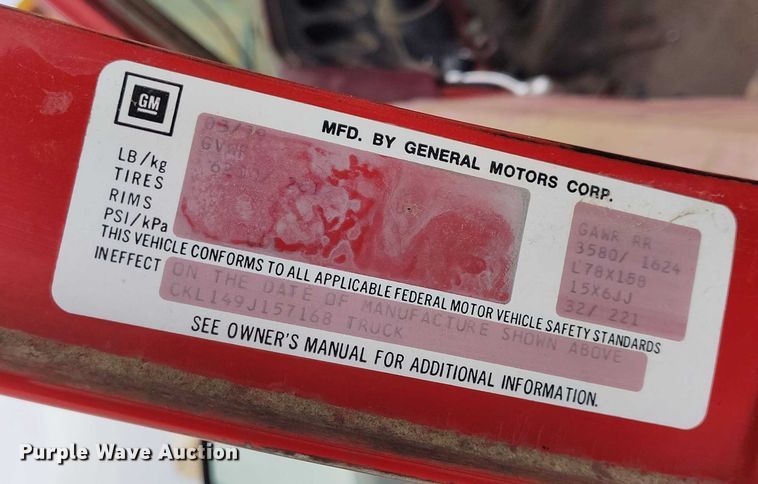 GM
MFD. BY GENERAL MOTORS CORP.
GVWR
LB/kg
TIRES
RIMS
PSI/kPa
GAWR RR
3580/ 1624
L78X15B
15X6JJ
32/ 221
THIS VEHICLE CONFORMS TO ALL APPLICABLE FEDERAL MOTOR VEHICLE SAFETY STANDARDS
IN EFFECT ON THE DATE OF MANUFACTURE SHOWN ABOVE
CKL149J157168 TRUCK
SEE OWNER'S MANUAL FOR ADDITIONAL INFORMATION.
Purple Wave Auction